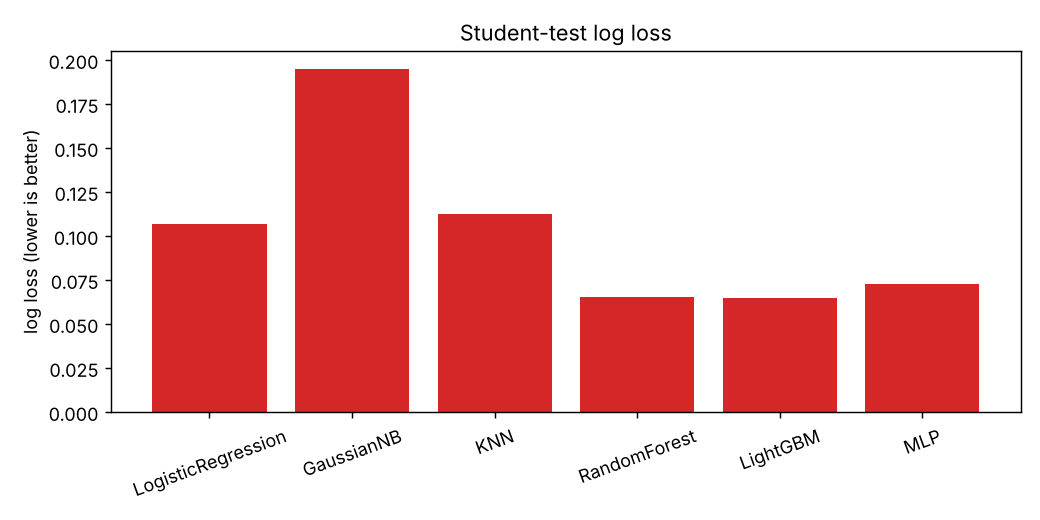 Student-test log loss
log loss (lower is better)
0.200
0.175
0.150
0.125
0.100
0.075
0.050
0.025
0.000
LogisticRegression
GaussianNB
KNN
RandomForest
LightGBM
MLP